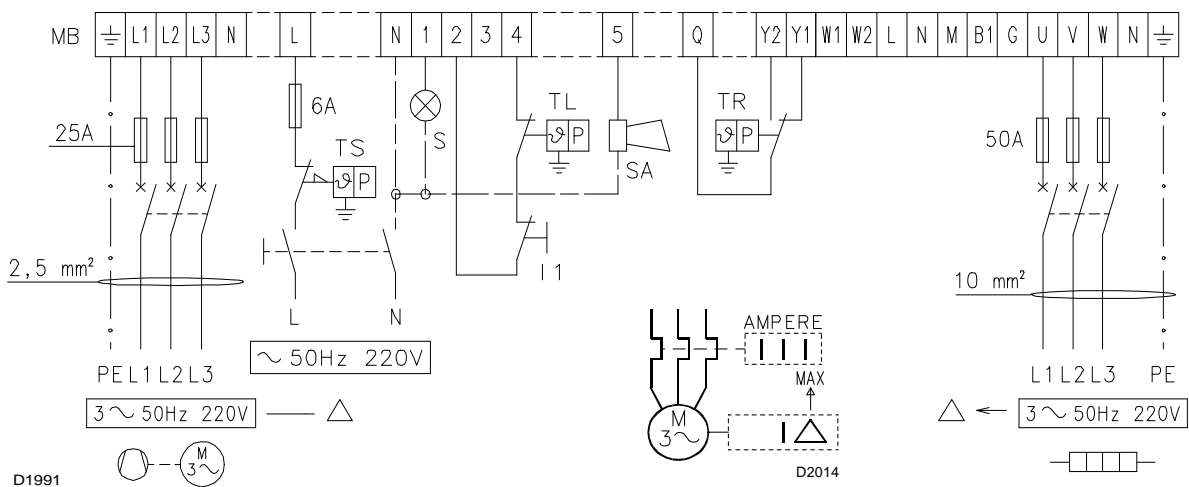 MB ⏚ L1 L2 L3 N L N 1 2 3 4 5 Q Y2 Y1 W1 W2 L N M B1 G U V W N ⏚
6A
TL
TR
25A
50A
TS
ϑ P
ϑ P
ϑ P
S
SA
2,5 mm²
I1
10 mm²
L N
AMPERE
∼ 50Hz 220V
MAX
PE L1 L2 L3
L1 L2 L3 PE
3∼ 50Hz 220V
△
M
3∼
△
△
3∼ 50Hz 220V
M
3∼
D1991
D2014